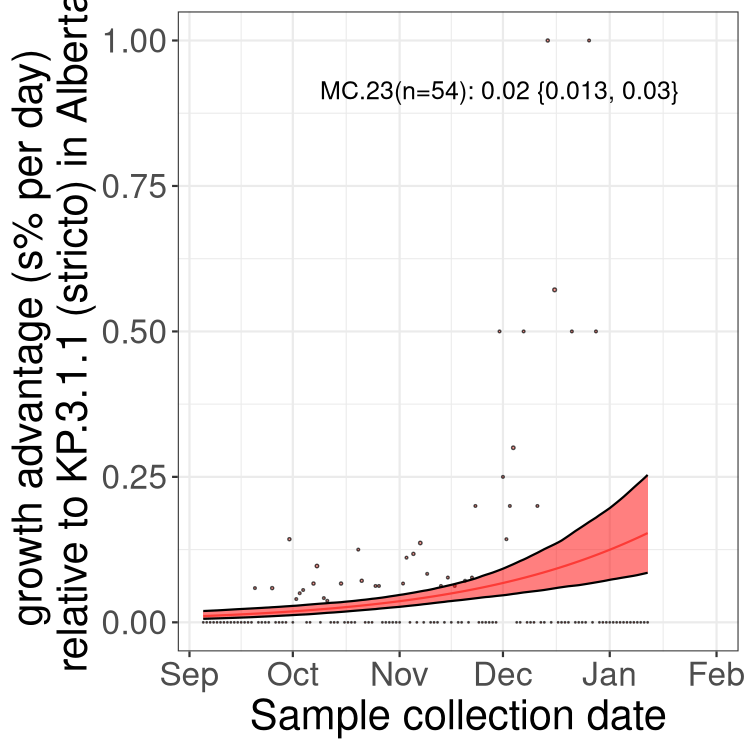 growth advantage (s% per day)
relative to KP.3.1.1 (stricto) in Alberta
1.00
0.75
0.50
0.25
0.00
MC.23(n=54): 0.02 {0.013, 0.03}
Sep Oct Nov Dec Jan Feb
Sample collection date